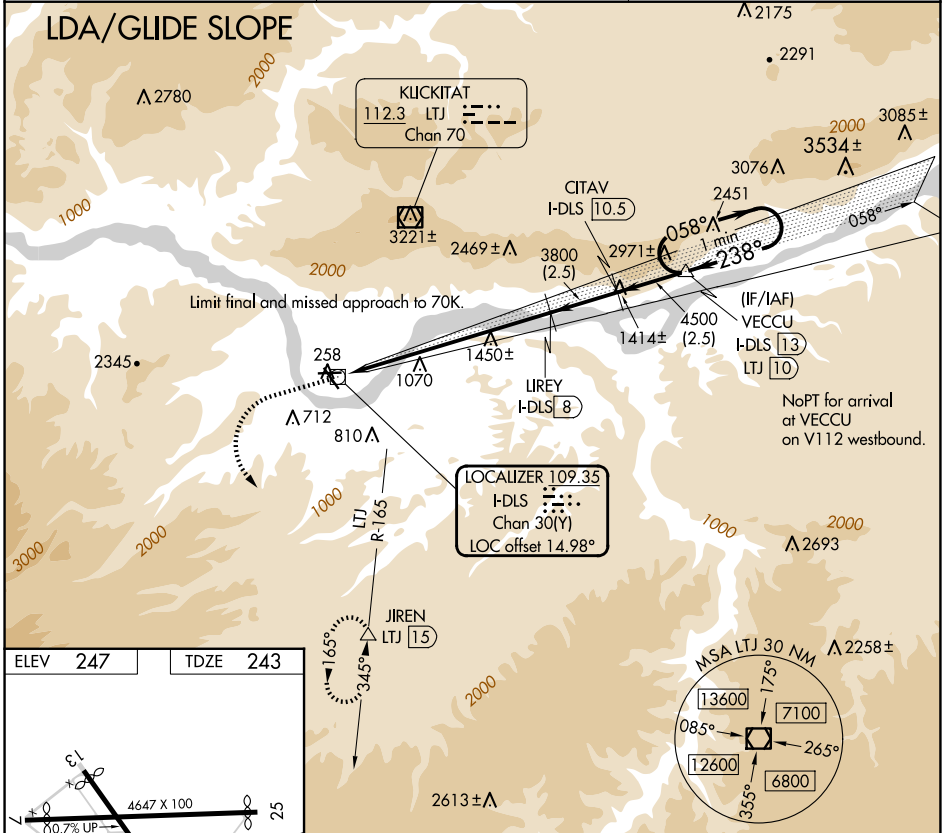 LDA/GLIDE SLOPE
2175
2291
2000
2780
KLICKITAT
112.3 LTJ
Chan 70
2000
3085±
3534±
3076
CITAV
I-DLS 10.5
2451
058°
1 min
238°
058°
1000
3221±
2469±
2971±
3800
(2.5)
2000
Limit final and missed approach to 70K.
(IF/IAF)
VECCU
I-DLS 13
LTJ 10
4500
(2.5)
1414±
1450±
1070
2345
258
LIREY
I-DLS 8
NoPT for arrival
at VECCU
on V112 westbound.
712
810
LOCALIZER 109.35
I-DLS
Chan 30(Y)
LOC offset 14.98°
LTJ
R-165
1000
2000
3000
1000
2000
2693
JIREN
LTJ 15
165°
345°
2000
2258±
MSA LTJ 30 NM
13600
175°
7100
085°
265°
12600
6800
355°
2613±
ELEV 247
TDZE 243
13
4647 X 100
7
25
0.7% UP